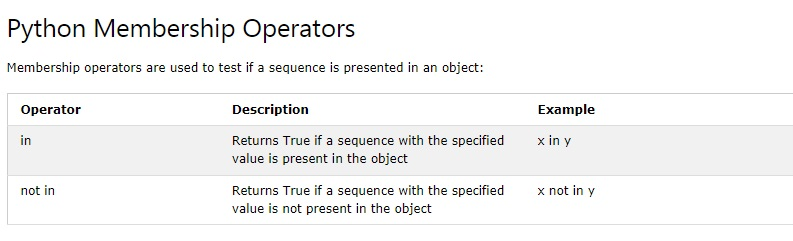 Python Membership Operators
Membership operators are used to test if a sequence is presented in an object:
Operator Description Example
in Returns True if a sequence with the specified x in y
value is present in the object
not in Returns True if a sequence with the specified x not in y
value is not present in the object